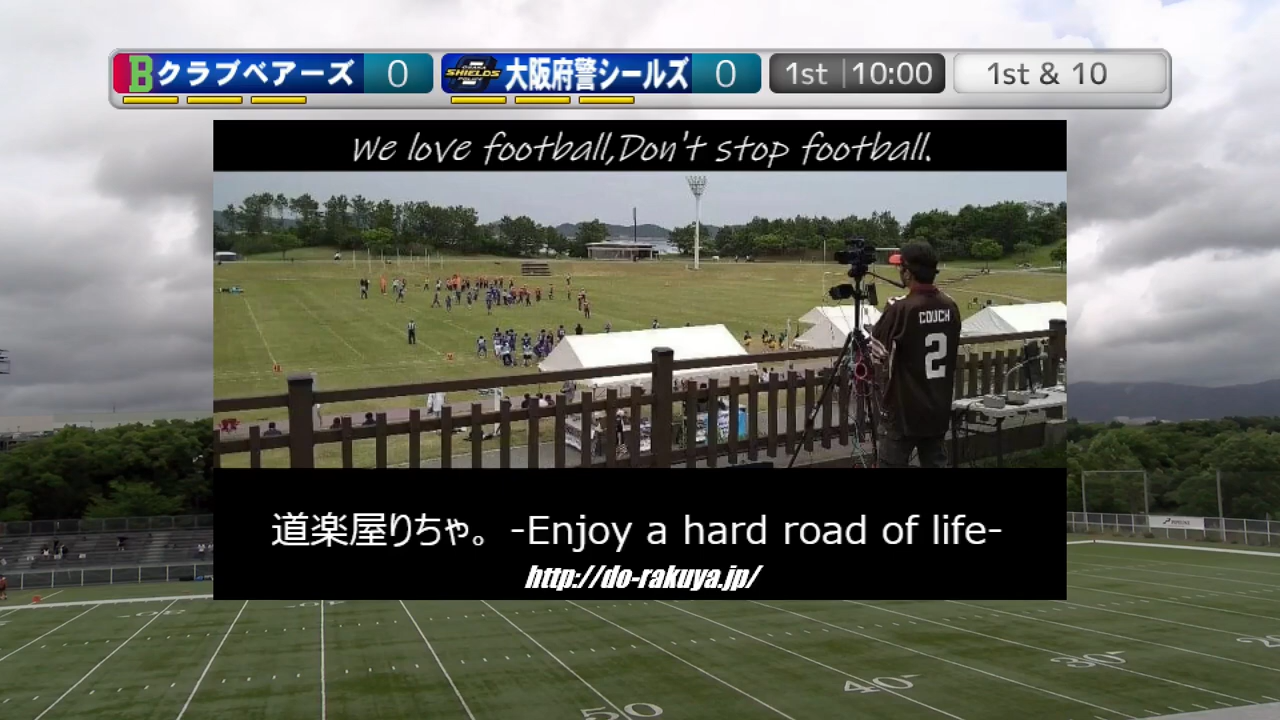 B クラブベアーズ 0 OSAKA SHIELDS POLICE 大阪府警シールズ 0 1st 10:00 1st & 10
We love football,Don't stop football.
COUCH
2
道楽屋りちゃ。 -Enjoy a hard road of life-
http://do-rakuya.jp/
50 40 30 20